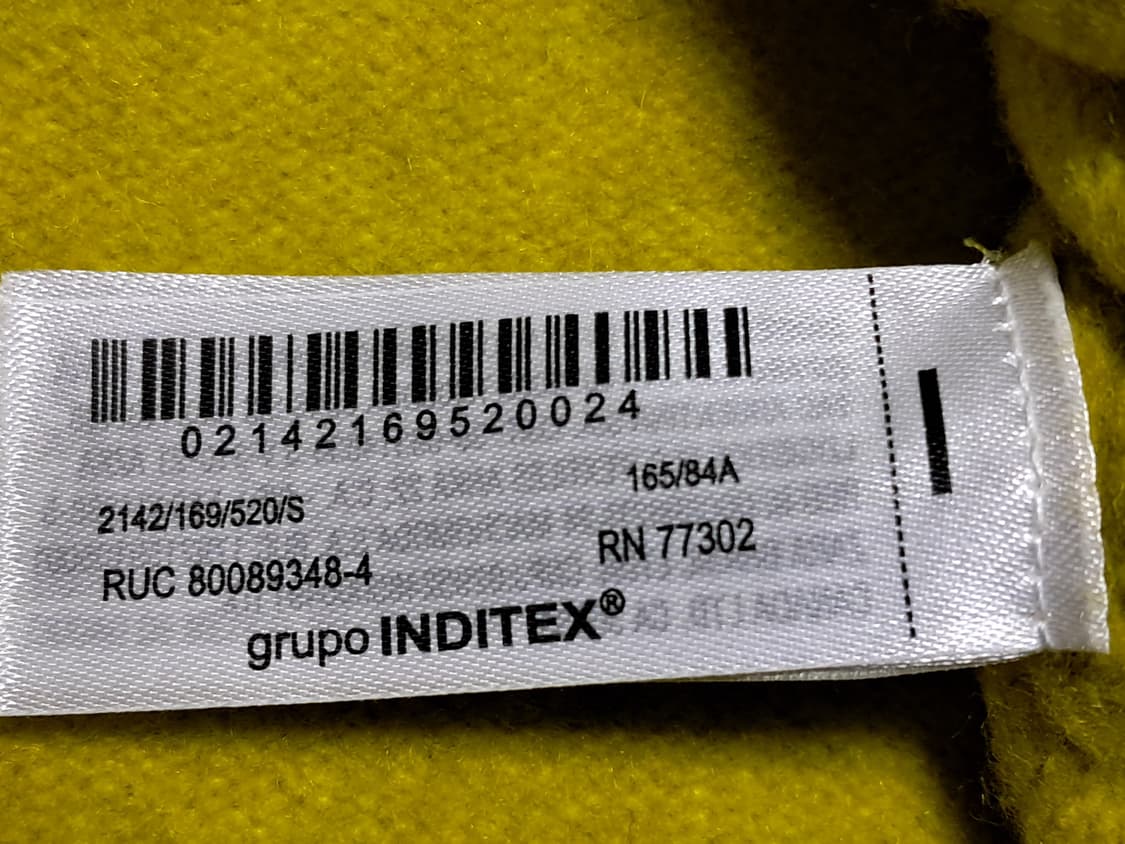 02142169520024
2142/169/520/S 165/84A
RUC 80089348-4 RN 77302
grupo INDITEX®